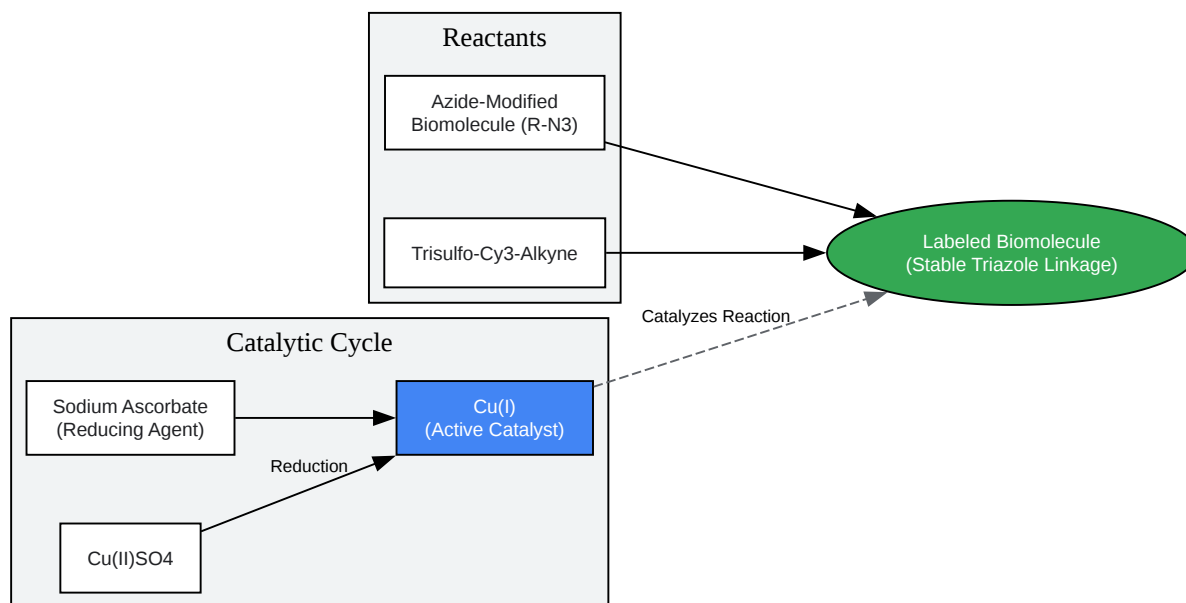 Reactants
Azide-Modified
Biomolecule (R-N3)
Trisulfo-Cy3-Alkyne
Labeled Biomolecule
(Stable Triazole Linkage)
Catalyzes Reaction
Catalytic Cycle
Sodium Ascorbate
(Reducing Agent)
Cu(I)
(Active Catalyst)
Reduction
Cu(II)SO4